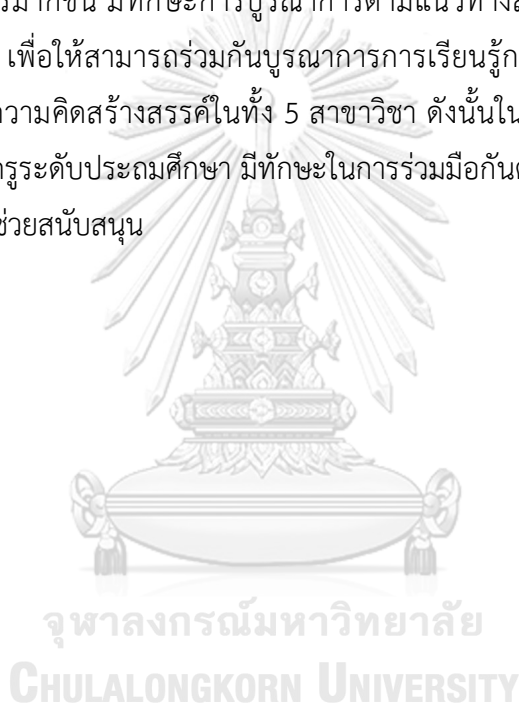 มากขึ้น มีทักษะการบูรณาการตามแนวทางส
เพื่อให้สามารถร่วมกันบูรณาการการเรียนรู้ก
ความคิดสร้างสรรค์ในทั้ง 5 สาขาวิชา ดังนั้นใน
ครูระดับประถมศึกษา มีทักษะในการร่วมมือกัน
ช่วยสนับสนุน
จุฬาลงกรณ์มหาวิทยาลัย
CHULALONGKORN UNIVERSITY